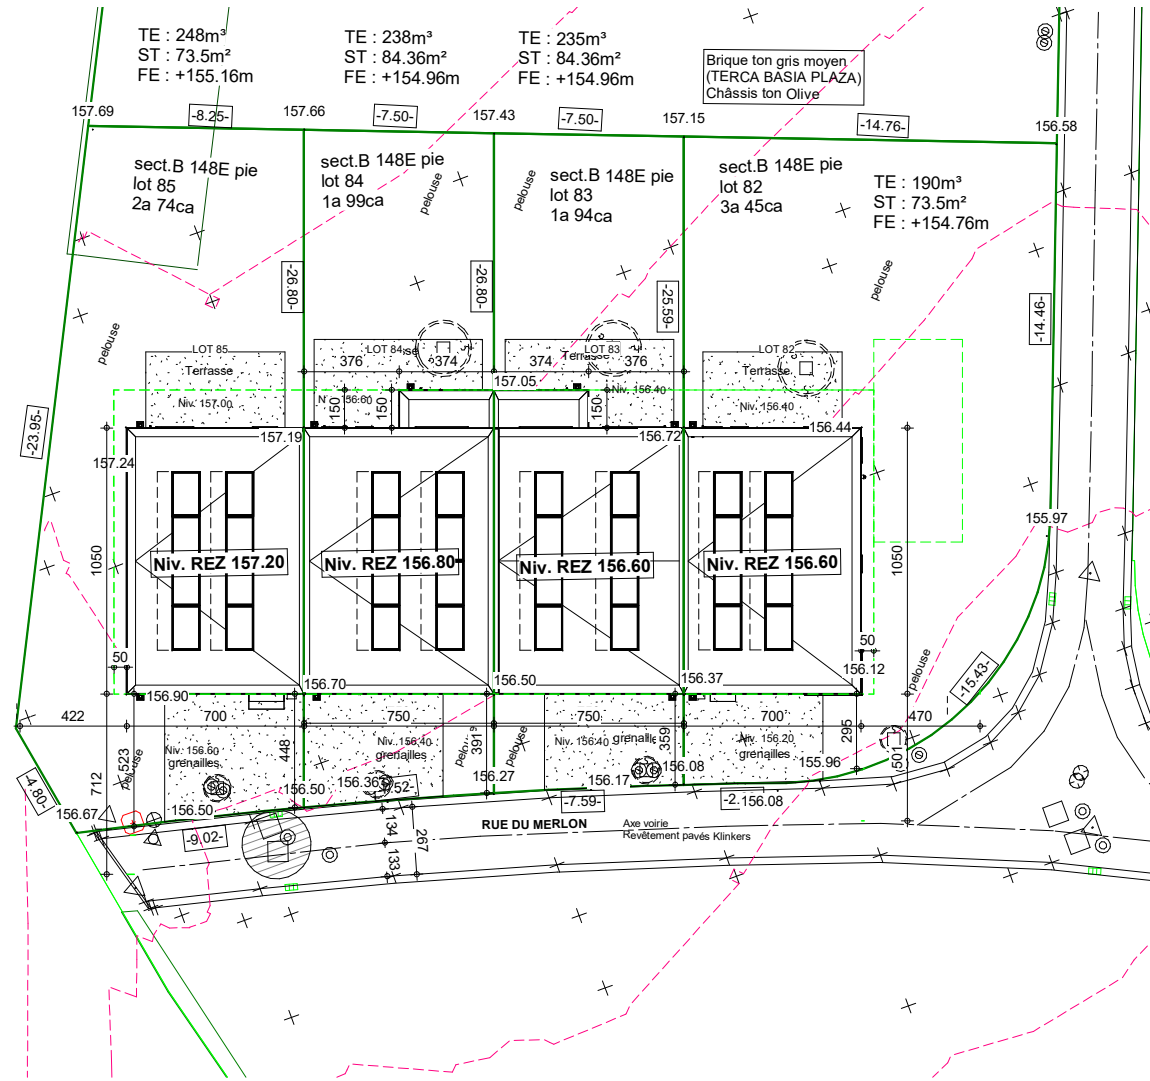 TE : 248m³
ST : 73.5m²
FE : +155.16m
TE : 238m³
ST : 84.36m²
FE : +154.96m
TE : 235m³
ST : 84.36m²
FE : +154.96m
Brique ton gris moyen
(TERCA BASIA PLAZA)
Châssis ton Olive
157.69
-8.25-
157.66
-7.50-
157.43
-7.50-
157.15
-14.76-
156.58
sect.B 148E pie
lot 85
2a 74ca
sect.B 148E pie
lot 84
1a 99ca
pelouse
pelouse
sect.B 148E pie
lot 83
1a 94ca
sect.B 148E pie
lot 82
3a 45ca
TE : 190m³
ST : 73.5m²
FE : +154.76m
pelouse
-26.80-
-26.80-
-25.59-
-14.46-
pelouse
LOT 85
Terrasse
Niv. 157.00
LOT 84
376
374
157.05
374
LOT 83
376
Niv. 156.40
LOT 82
Terrasse
Niv. 156.40
150
150
150
-23.95-
157.24
157.19
156.72
156.44
155.97
1050
Niv. REZ 157.20
Niv. REZ 156.80
Niv. REZ 156.60
Niv. REZ 156.60
1050
50
50
156.90
156.70
156.50
156.37
156.12
pelouse
-15.43-
422
700
750
750
700
470
523
448
391⁹
359
295
501
712
pelouse
Niv. 156.60
grenailles
Niv. 156.40
grenailles
pelouse
Niv. 156.40
Niv. 156.20
grenailles
-4.80-
156.67
156.50
156.50
156.36
156.27
156.17
156.08
155.96
-9.02-
-7.59-
156.08
134
133
267
RUE DU MERLON
Axe voirie
Revêtement pavés Klinkers